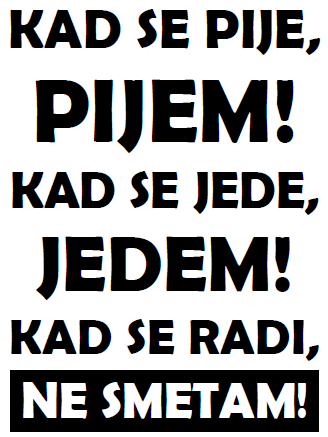 KAD SE PIJE,
PIJEM!
KAD SE JEDE,
JEDEM!
KAD SE RADI,
NE SMETAM!